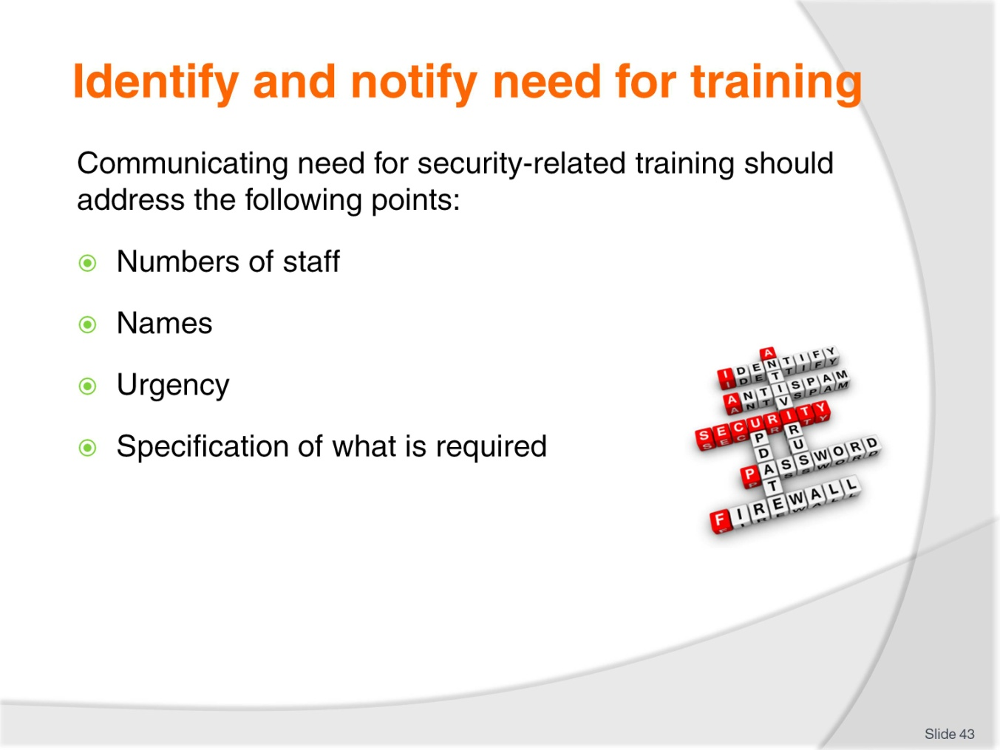 Identify and notify need for training
Communicating need for security-related training should
address the following points:
Numbers of staff
Names
Urgency
Specification of what is required
IDENTIFY
ANTISPAM
SECURITY
PASSWORD
FIREWALL
ANTIVIRUS
UPDATE
Slide 43